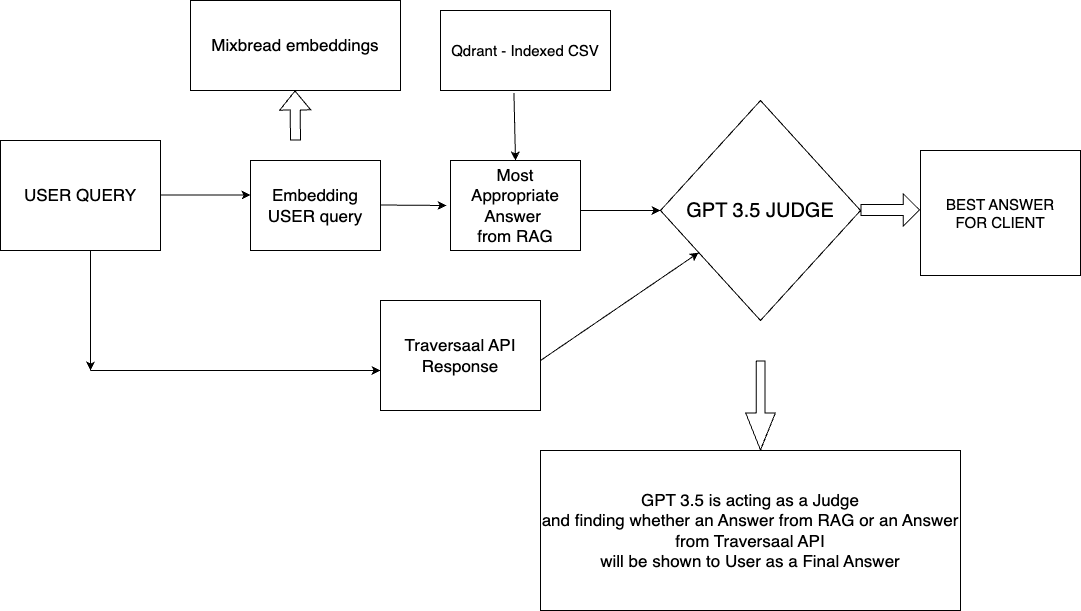 Mixbread embeddings
Qdrant - Indexed CSV
USER QUERY
Embedding
USER query
Most
Appropriate
Answer
from RAG
GPT 3.5 JUDGE
BEST ANSWER
FOR CLIENT
Traversaal API
Response
GPT 3.5 is acting as a Judge
and finding whether an Answer from RAG or an Answer
from Traversaal API
will be shown to User as a Final Answer